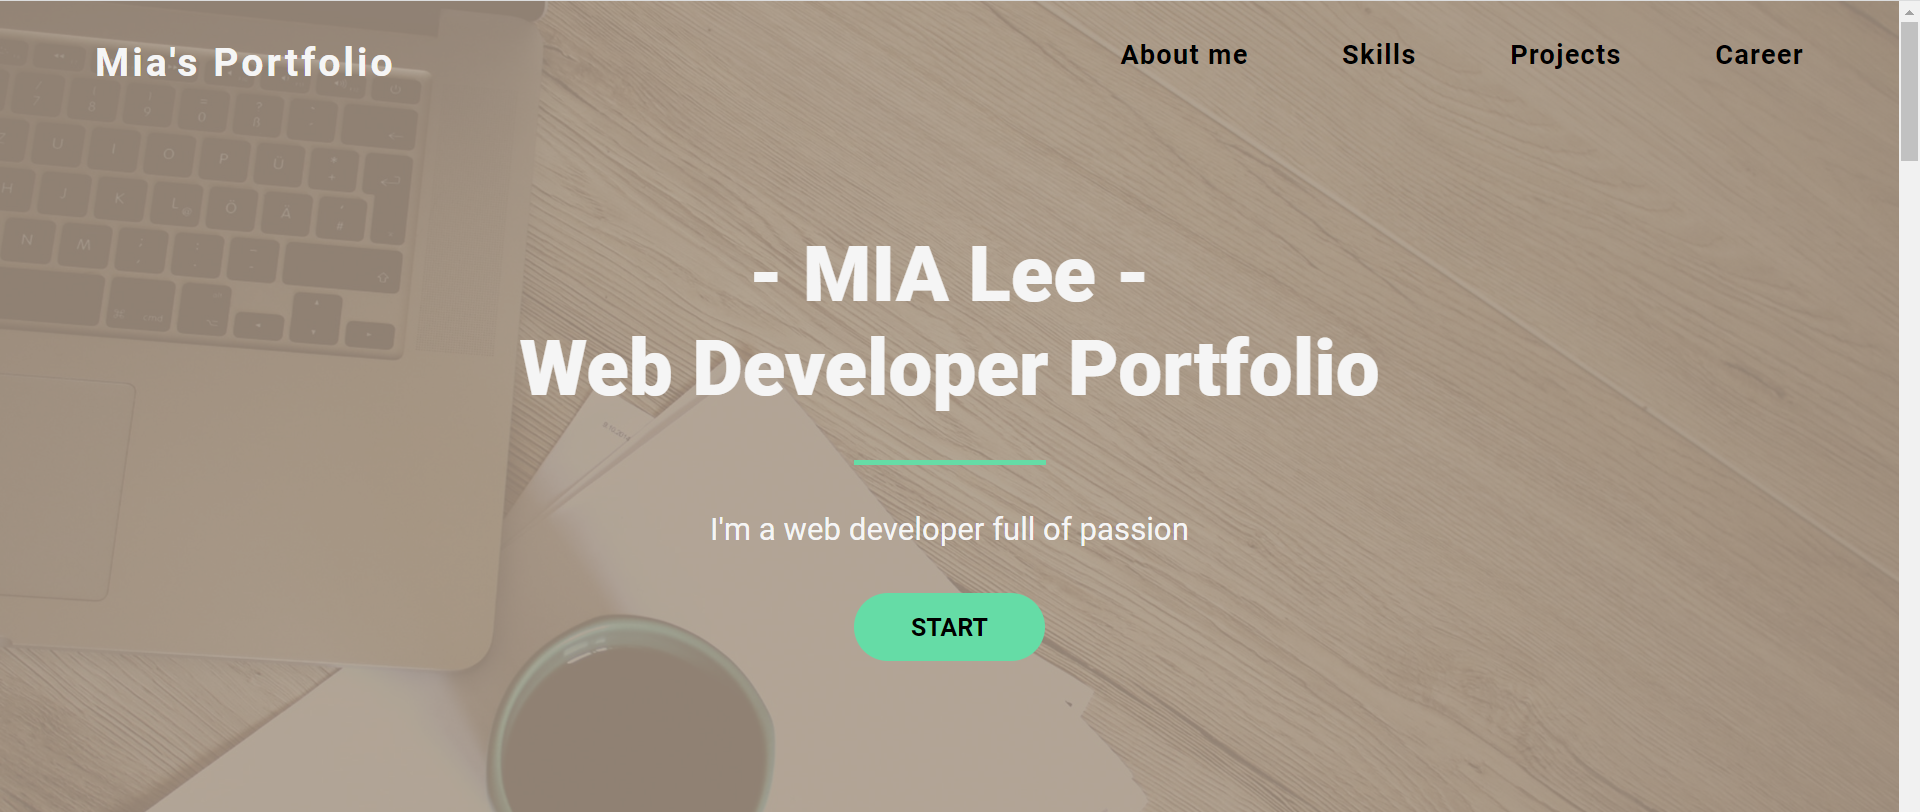 Mia's Portfolio
About me Skills Projects Career
- MIA Lee -
Web Developer Portfolio
I'm a web developer full of passion
START